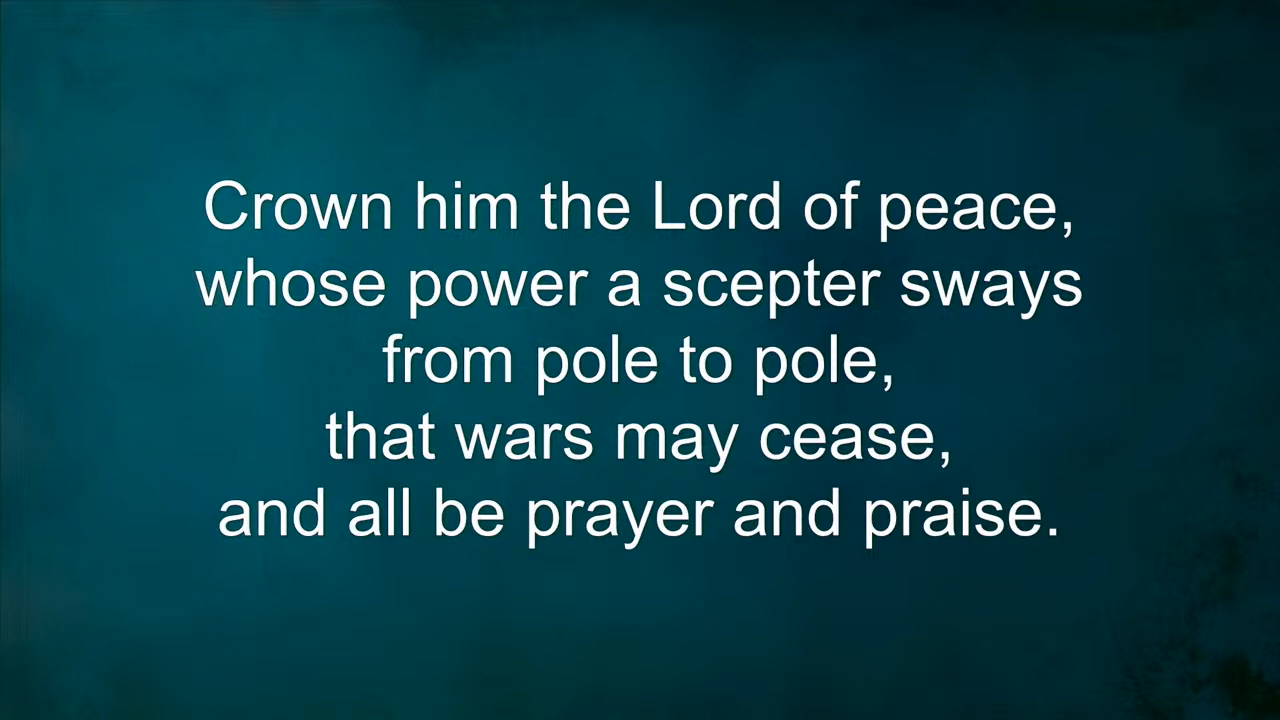 Crown him the Lord of peace,
whose power a scepter sways
from pole to pole,
that wars may cease,
and all be prayer and praise.